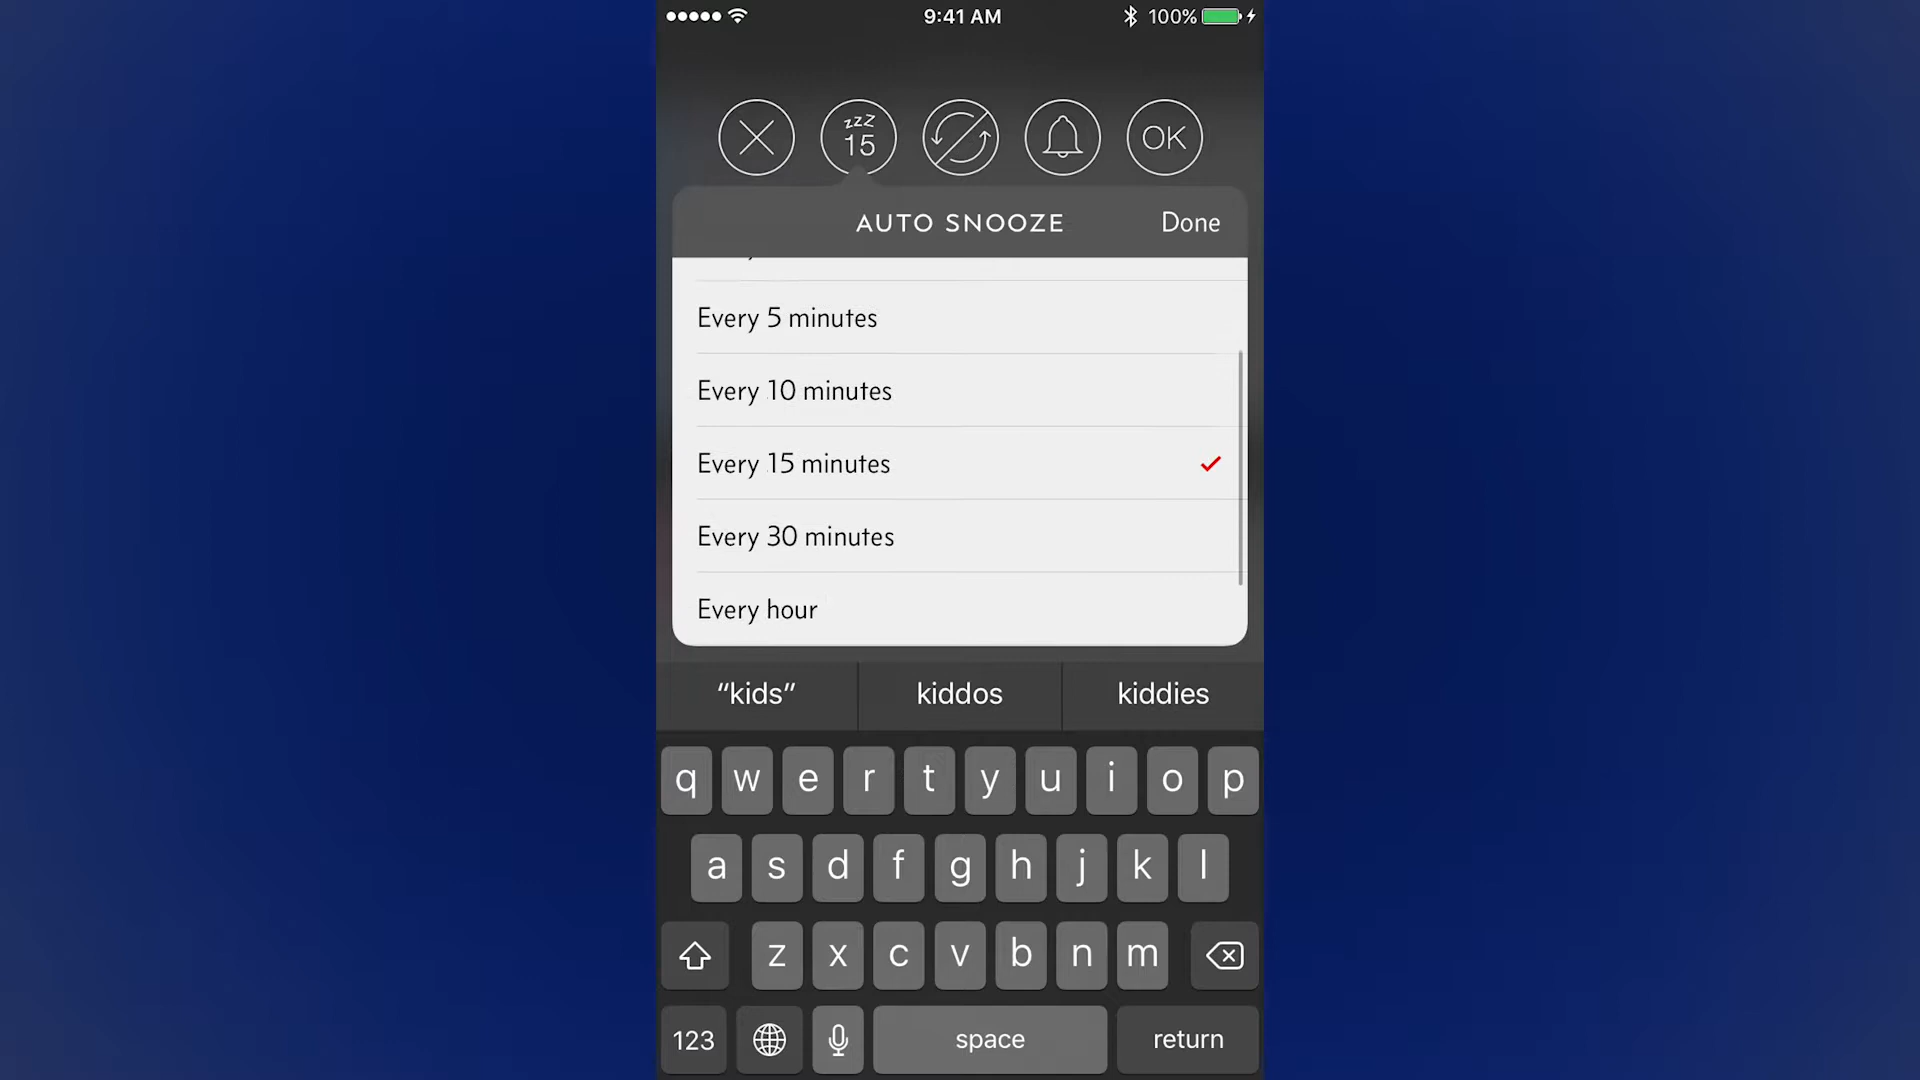 9:41 AM
100%
zzZ
15
OK
AUTO SNOOZE
Done
Every 5 minutes
Every 10 minutes
Every 15 minutes
Every 30 minutes
Every hour
“kids” kiddos kiddies
q w e r t y u i o p
a s d f g h j k l
z x c v b n m
123 space return